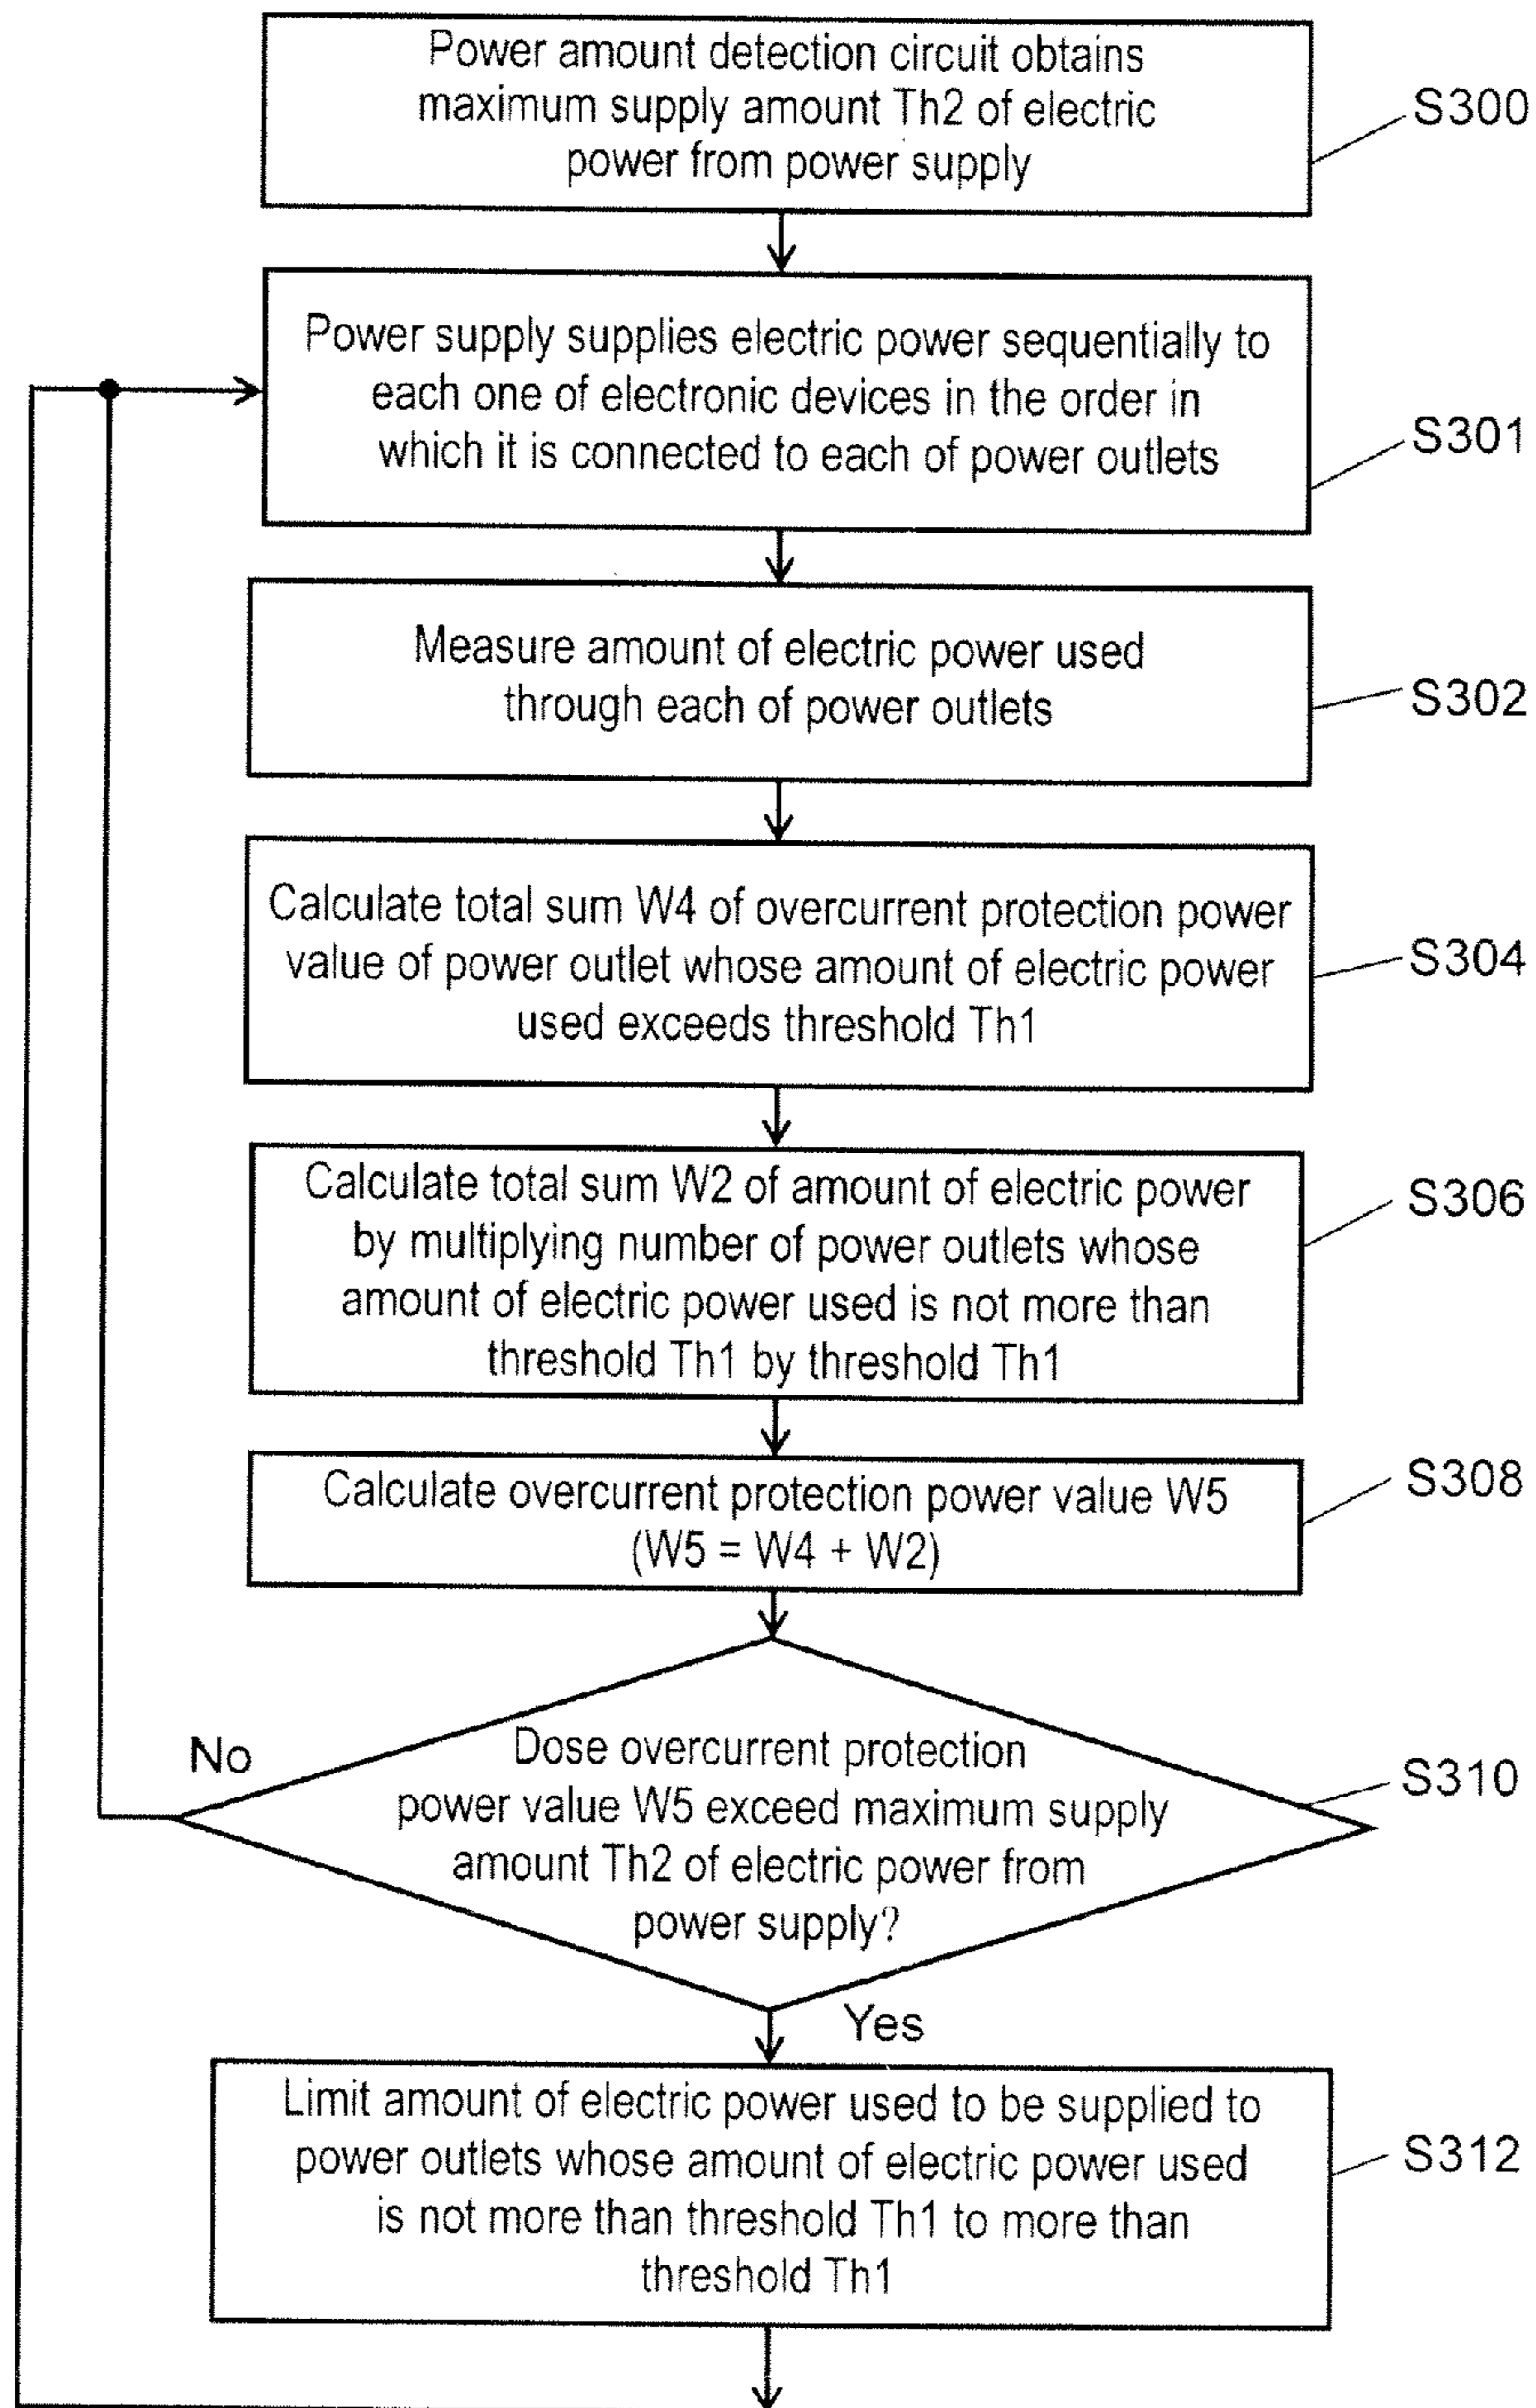 Power amount detection circuit obtains
maximum supply amount Th2 of electric
power from power supply
S300
Power supply supplies electric power sequentially to
each one of electronic devices in the order in
which it is connected to each of power outlets
S301
Measure amount of electric power used
through each of power outlets
S302
Calculate total sum W4 of overcurrent protection power
value of power outlet whose amount of electric power
used exceeds threshold Th1
S304
Calculate total sum W2 of amount of electric power
by multiplying number of power outlets whose
amount of electric power used is not more than
threshold Th1 by threshold Th1
S306
Calculate overcurrent protection power value W5
(W5 = W4 + W2)
S308
No
Dose overcurrent protection
power value W5 exceed maximum supply
amount Th2 of electric power from
power supply?
S310
Yes
Limit amount of electric power used to be supplied to
power outlets whose amount of electric power used
is not more than threshold Th1 to more than
threshold Th1
S312